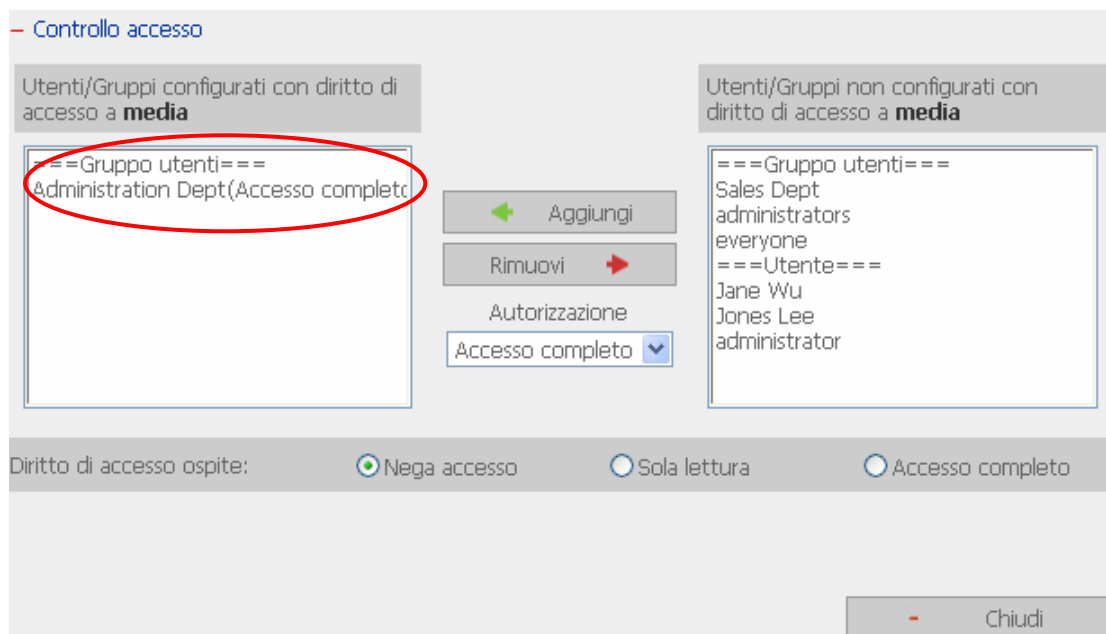 – Controllo accesso
Utenti/Gruppi configurati con diritto di
accesso a media
===Gruppo utenti===
Administration Dept(Accesso completo
Aggiungi
Rimuovi
Autorizzazione
Accesso completo
Utenti/Gruppi non configurati con
diritto di accesso a media
===Gruppo utenti===
Sales Dept
administrators
everyone
===Utente===
Jane Wu
Jones Lee
administrator
Diritto di accesso ospite: Nega accesso Sola lettura Accesso completo
- Chiudi